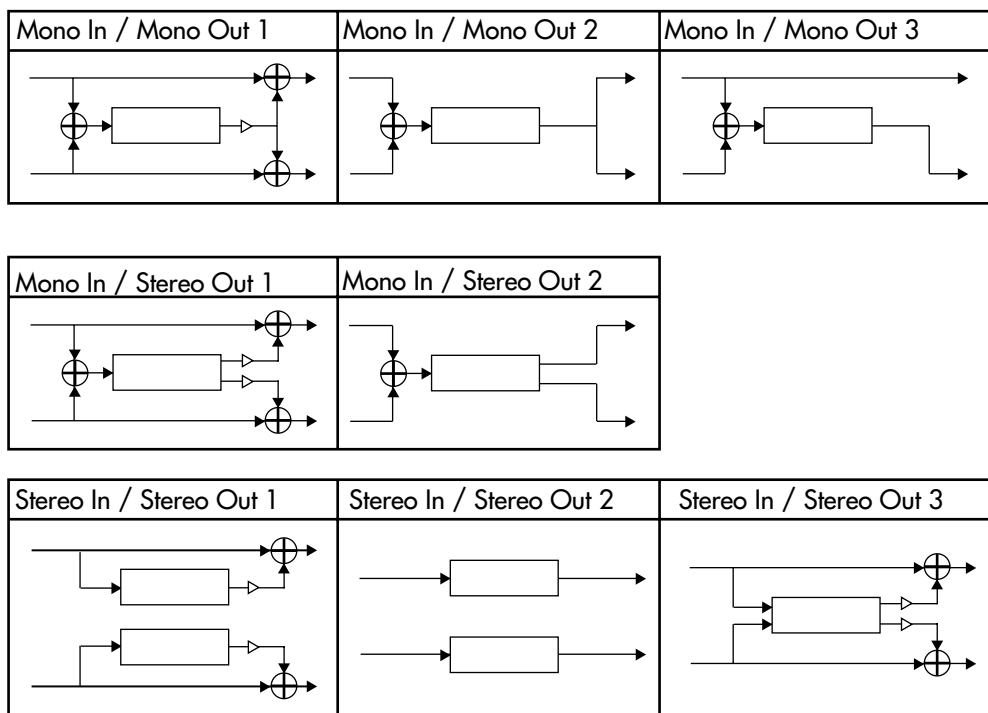 Mono In / Mono Out 1
Mono In / Mono Out 2
Mono In / Mono Out 3
Mono In / Stereo Out 1
Mono In / Stereo Out 2
Stereo In / Stereo Out 1
Stereo In / Stereo Out 2
Stereo In / Stereo Out 3